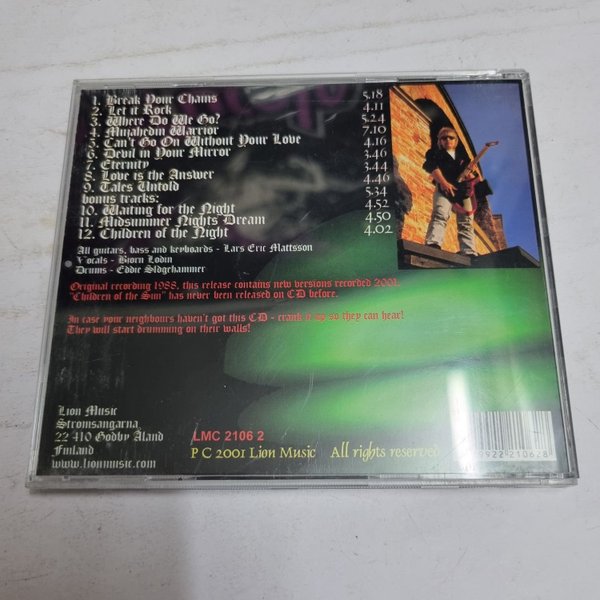 1. Break Your Chains 5.18
2. Let it Rock 4.11
3. Where Do We Go? 5.24
4. Mujahedin Warrior 7.10
5. Can't Go On Without Your Love 4.16
6. Devil in Your Mirror 3.46
7. Eternity 3.44
8. Love is the Answer 4.46
9. Tales Untold 5.34
bonus tracks:
10. Waiting for the Night 4.52
11. Midsummer Nights Dream 4.50
12. Children of the Night 4.02
All guitars, bass and keyboards - Lars Eric Mattsson
Vocals - Bjorn Lodin
Drums - Eddie Sldgehammer
Original recording 1988, this release contains new versions recorded 2001.
"Children of the Sun" has never been released on CD before.
In case your neighbours haven't got this CD - crank it up so they can hear!
They will start drumming on their walls!
Lion Music
Stromsangarna
22 410 Godby Åland
Finland
www.lionmusic.com
LMC 2106 2
P C 2001 Lion Music All rights reserved
9922 210628